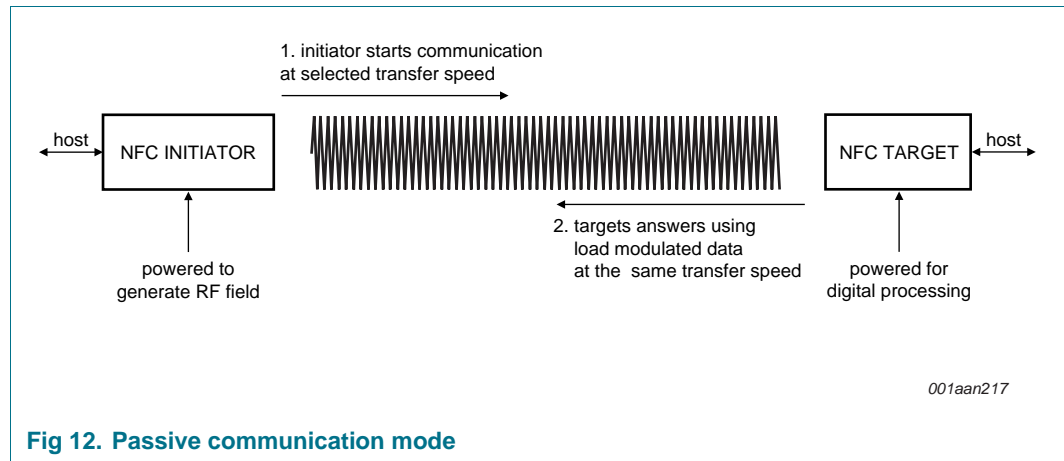 1. initiator starts communication
at selected transfer speed
host
NFC INITIATOR
NFC TARGET
host
2. targets answers using
load modulated data
at the same transfer speed
powered to
generate RF field
powered for
digital processing
001aan217
Fig 12. Passive communication mode